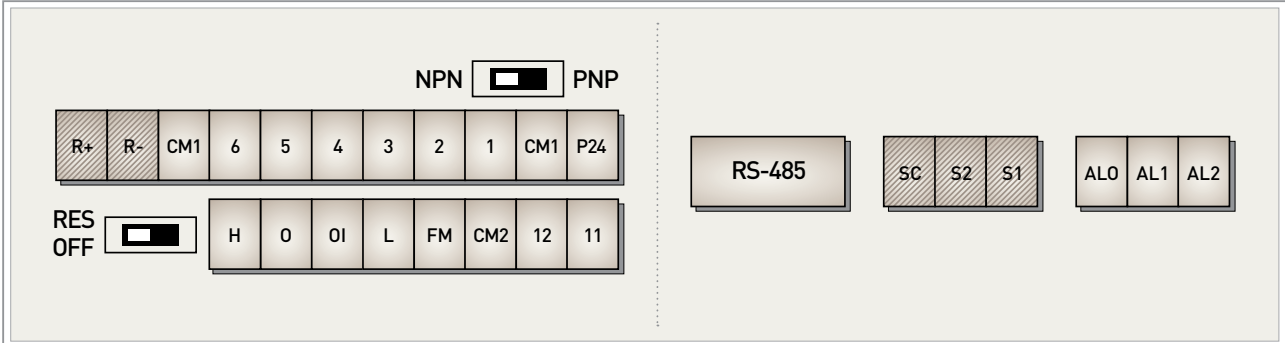 NPN PNP
R+ R- CM1 6 5 4 3 2 1 CM1 P24
RES
OFF
H O OI L FM CM2 12 11
RS-485
SC S2 S1
AL0 AL1 AL2